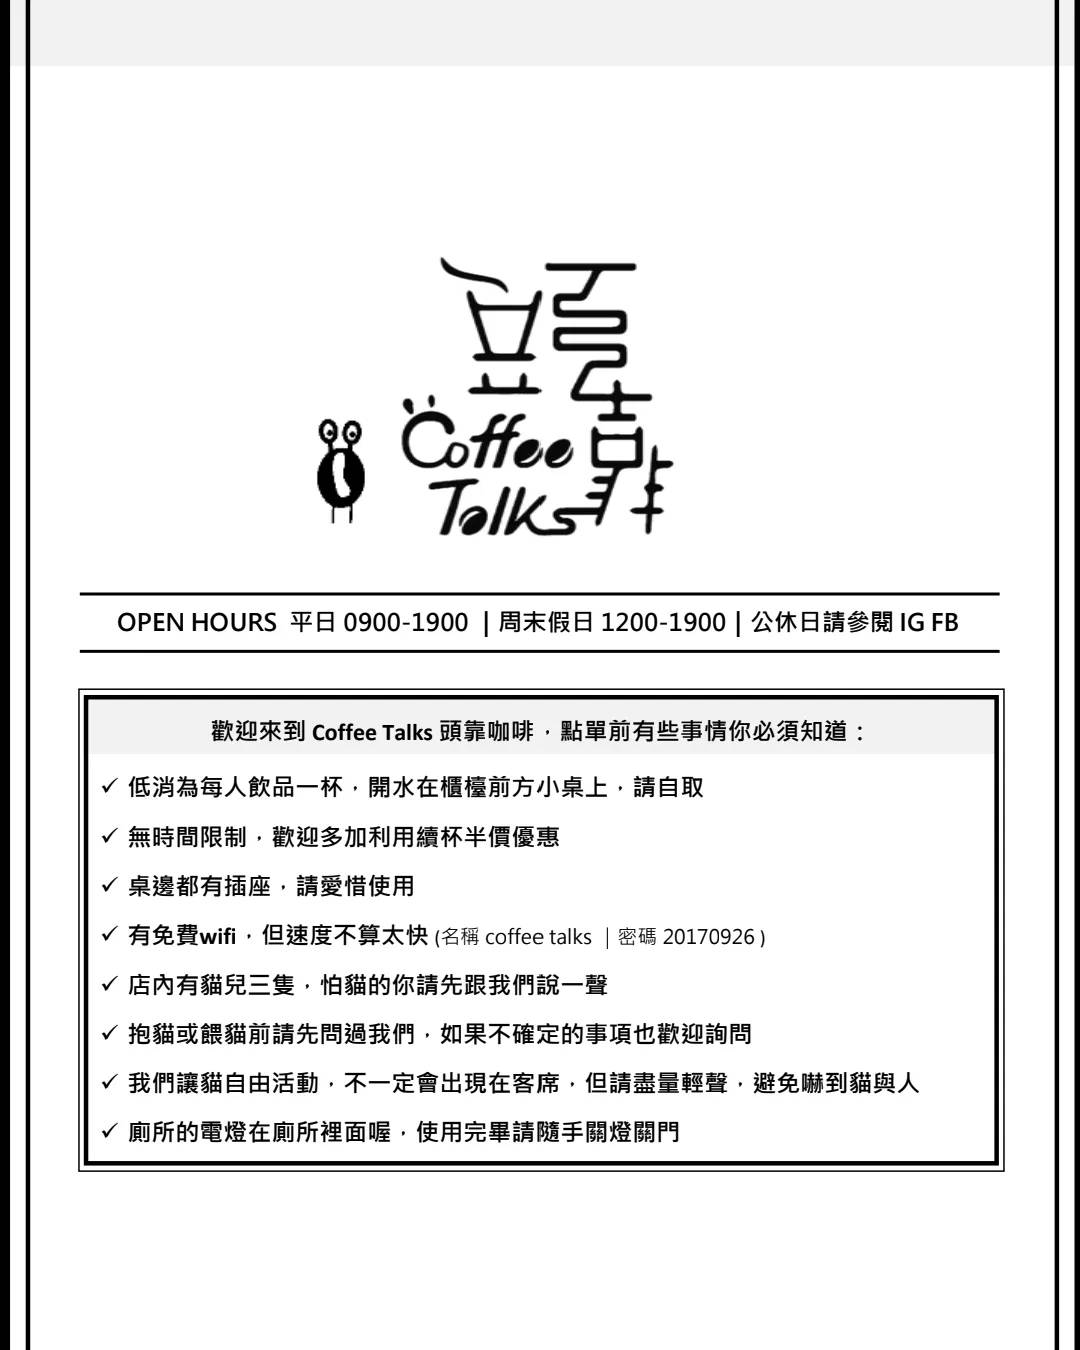 頭靠咖啡
Coffee
Talks
OPEN HOURS 平日 0900-1900 ｜周末假日 1200-1900 | 公休日請參閱 IG FB
歡迎來到 Coffee Talks 頭靠咖啡，點單前有些事情你必須知道：
✓ 低消為每人飲品一杯，開水在櫃檯前方小桌上，請自取
✓ 無時間限制，歡迎多加利用續杯半價優惠
✓ 桌邊都有插座，請愛惜使用
✓ 有免費wifi，但速度不算太快 (名稱 coffee talks ｜密碼 20170926 )
✓ 店內有貓兒三隻，怕貓的你請先跟我們說一聲
✓ 抱貓或餵貓前請先問過我們，如果不確定的事項也歡迎詢問
✓ 我們讓貓自由活動，不一定會出現在客席，但請盡量輕聲，避免嚇到貓與人
✓ 廁所的電燈在廁所裡面喔，使用完畢請隨手關燈關門